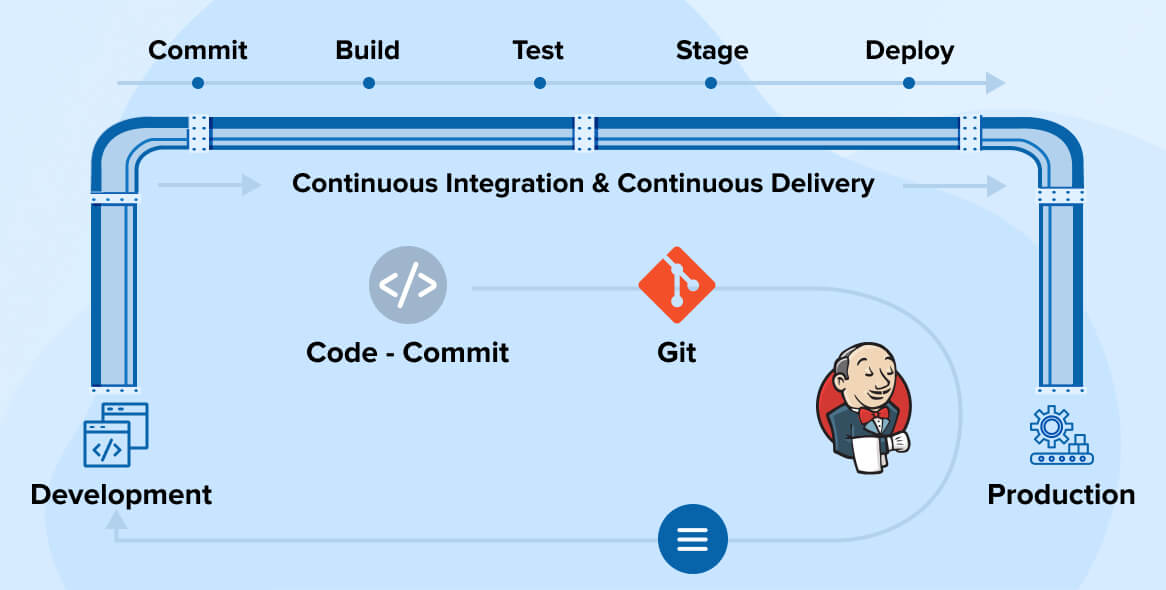 Commit
Build
Test
Stage
Deploy
Continuous Integration & Continuous Delivery
</>
Code - Commit
Git
</>
Development
Production